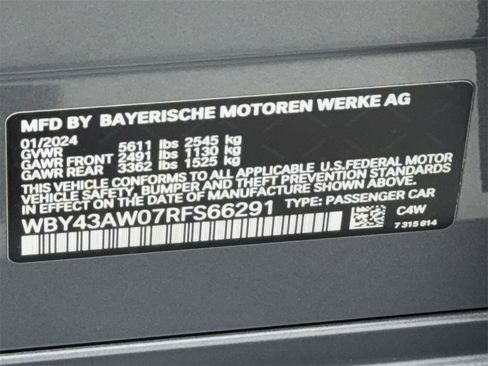 MFD BY BAYERISCHE MOTOREN WERKE AG
01/2024
GVWR 5611 lbs 2545 kg
GAWR FRONT 2491 lbs 1130 kg
GAWR REAR 3362 lbs 1525 kg
THIS VEHICLE CONFORMS TO ALL APPLICABLE U.S.FEDERAL MOTOR
VEHICLE SAFETY, BUMPER, AND THEFT PREVENTION STANDARDS
IN EFFECT ON THE DATE OF MANUFACTURE SHOWN ABOVE.
WBY43AW07RFS66291 TYPE: PASSENGER CAR
C4W
7 315 614